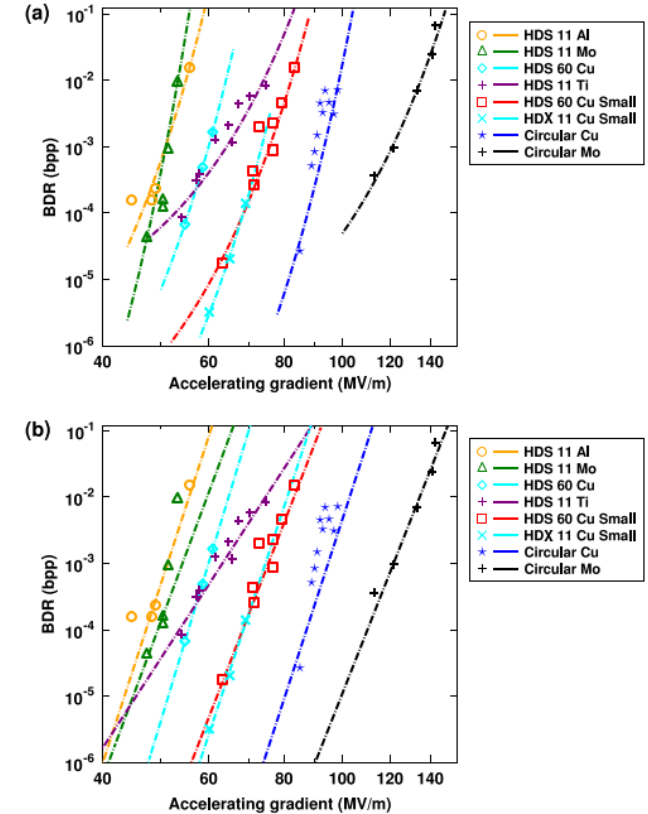 (a)
10⁻¹
10⁻²
10⁻³
10⁻⁴
10⁻⁵
10⁻⁶
BDR (bpp)
40 60 80 100 120 140
Accelerating gradient (MV/m)
HDS 11 Al
HDS 11 Mo
HDS 60 Cu
HDS 11 Ti
HDS 60 Cu Small
HDX 11 Cu Small
Circular Cu
Circular Mo
(b)
10⁻¹
10⁻²
10⁻³
10⁻⁴
10⁻⁵
10⁻⁶
BDR (bpp)
40 60 80 100 120 140
Accelerating gradient (MV/m)
HDS 11 Al
HDS 11 Mo
HDS 60 Cu
HDS 11 Ti
HDS 60 Cu Small
HDX 11 Cu Small
Circular Cu
Circular Mo